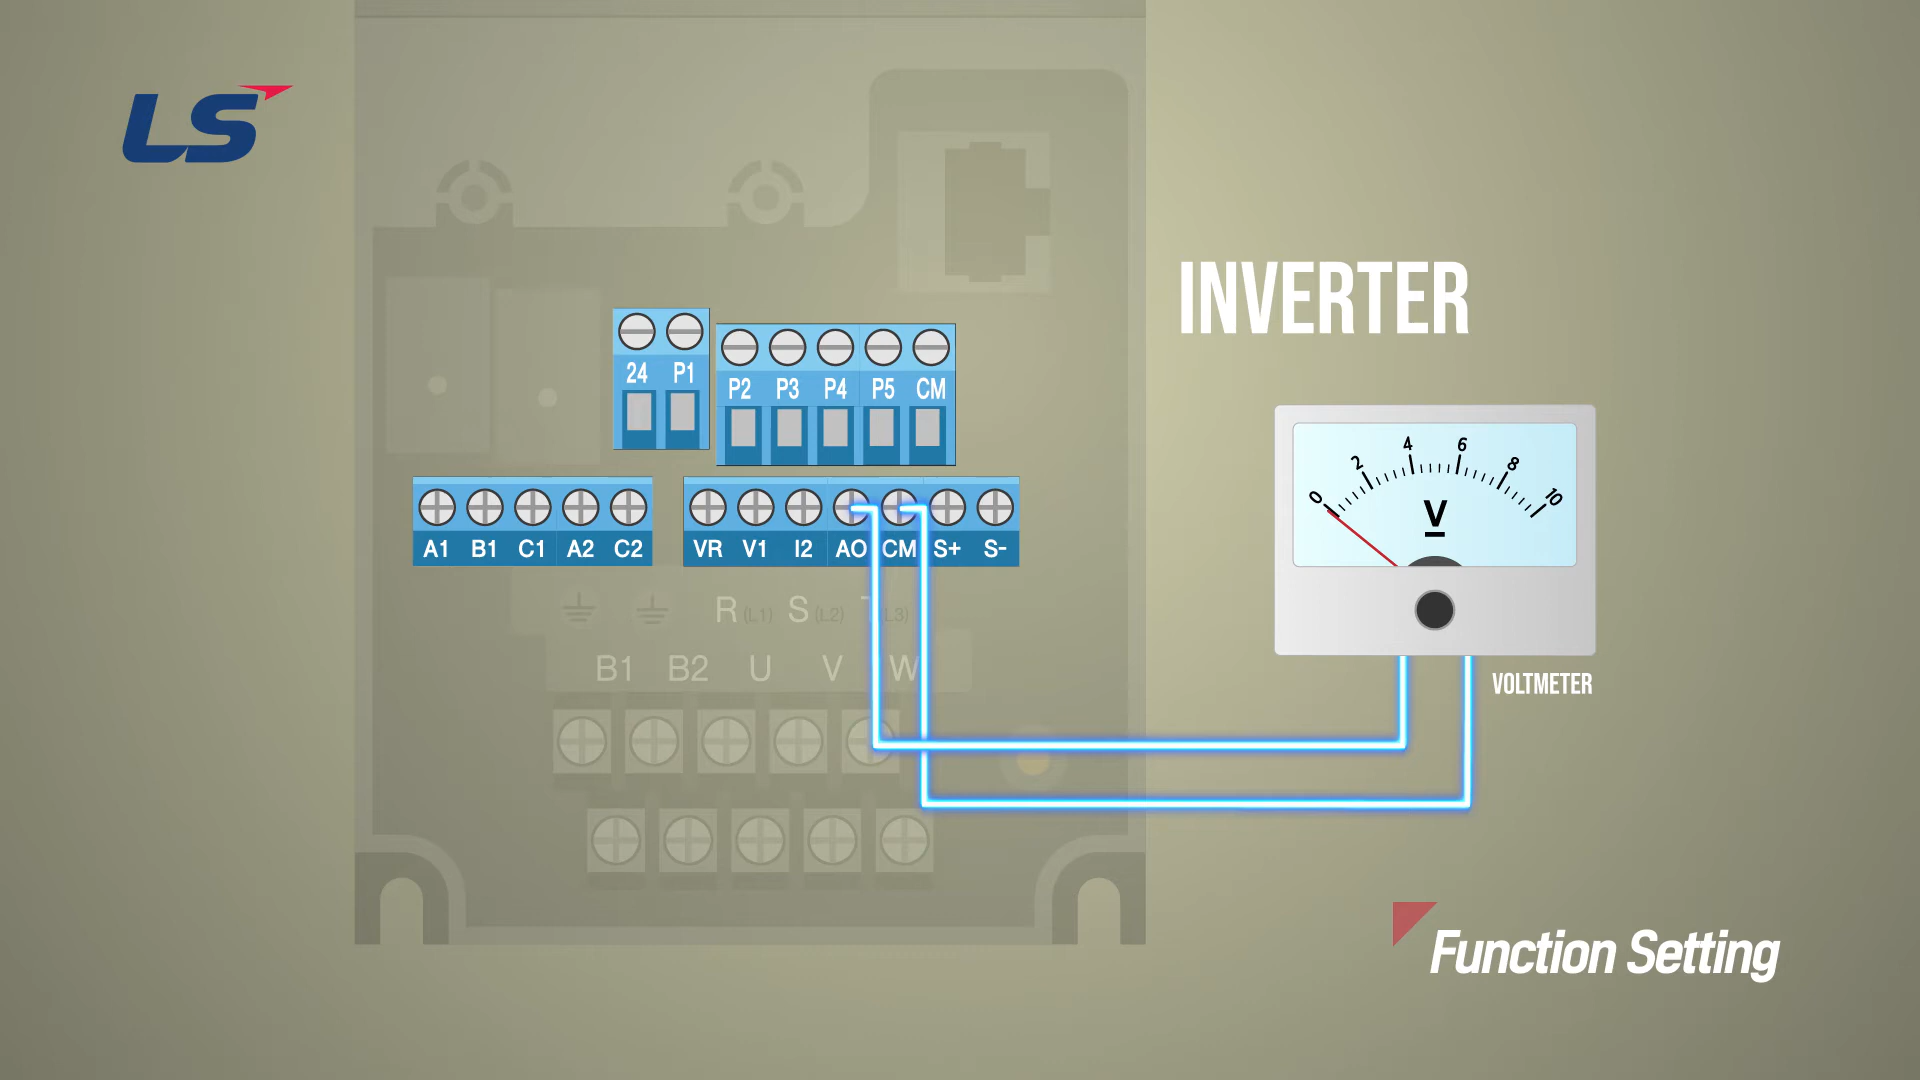 LS
INVERTER
24 P1
P2 P3 P4 P5 CM
0 2 4 6 8 10
V
A1 B1 C1 A2 C2
VR V1 I2 AO CM S+ S-
R (L1) S (L2) T (L3)
B1 B2 U V W
VOLTMETER
Function Setting